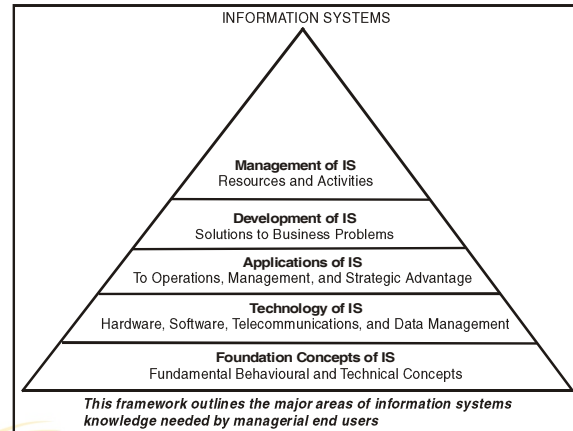 INFORMATION SYSTEMS
Management of IS
Resources and Activities
Development of IS
Solutions to Business Problems
Applications of IS
To Operations, Management, and Strategic Advantage
Technology of IS
Hardware, Software, Telecommunications, and Data Management
Foundation Concepts of IS
Fundamental Behavioural and Technical Concepts
This framework outlines the major areas of information systems
knowledge needed by managerial end users